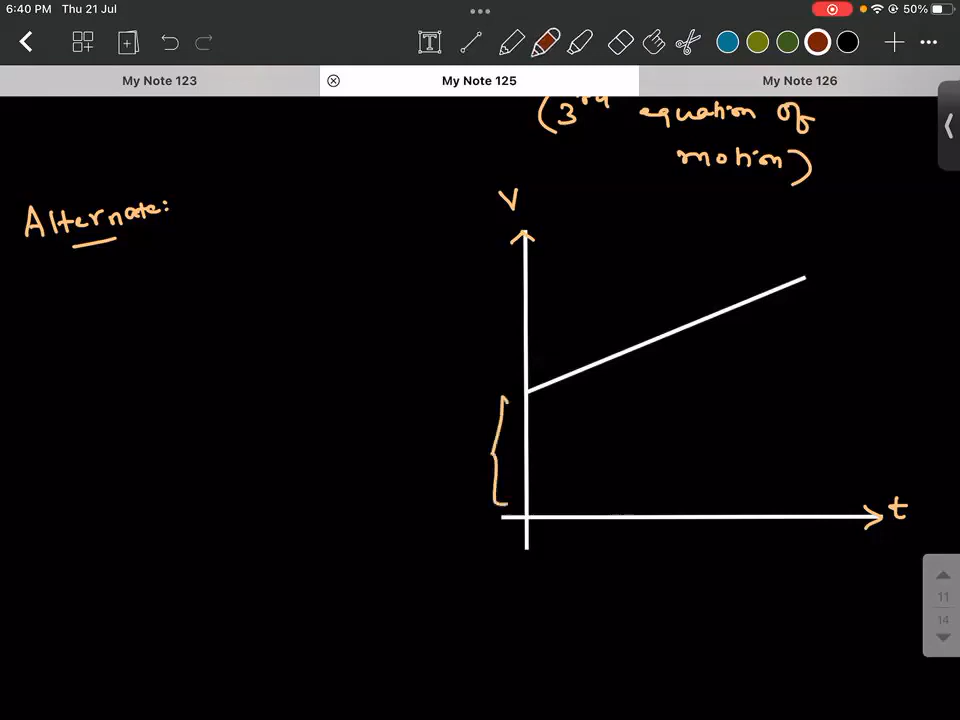 6:40 PM Thu 21 Jul
50%
T
My Note 123
My Note 125
My Note 126
(3rd equation of
motion)
Alternate:
V
t
11
14